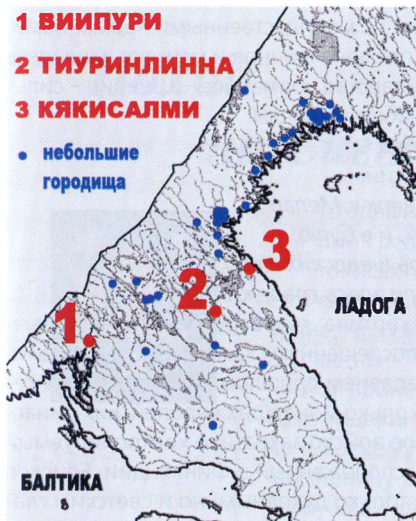 1 ВИИПУРИ
2 ТИУРИНЛИННА
3 КЯКИСАЛМИ
небольшие
городища
3
2
ЛАДОГА
1
БАЛТИКА